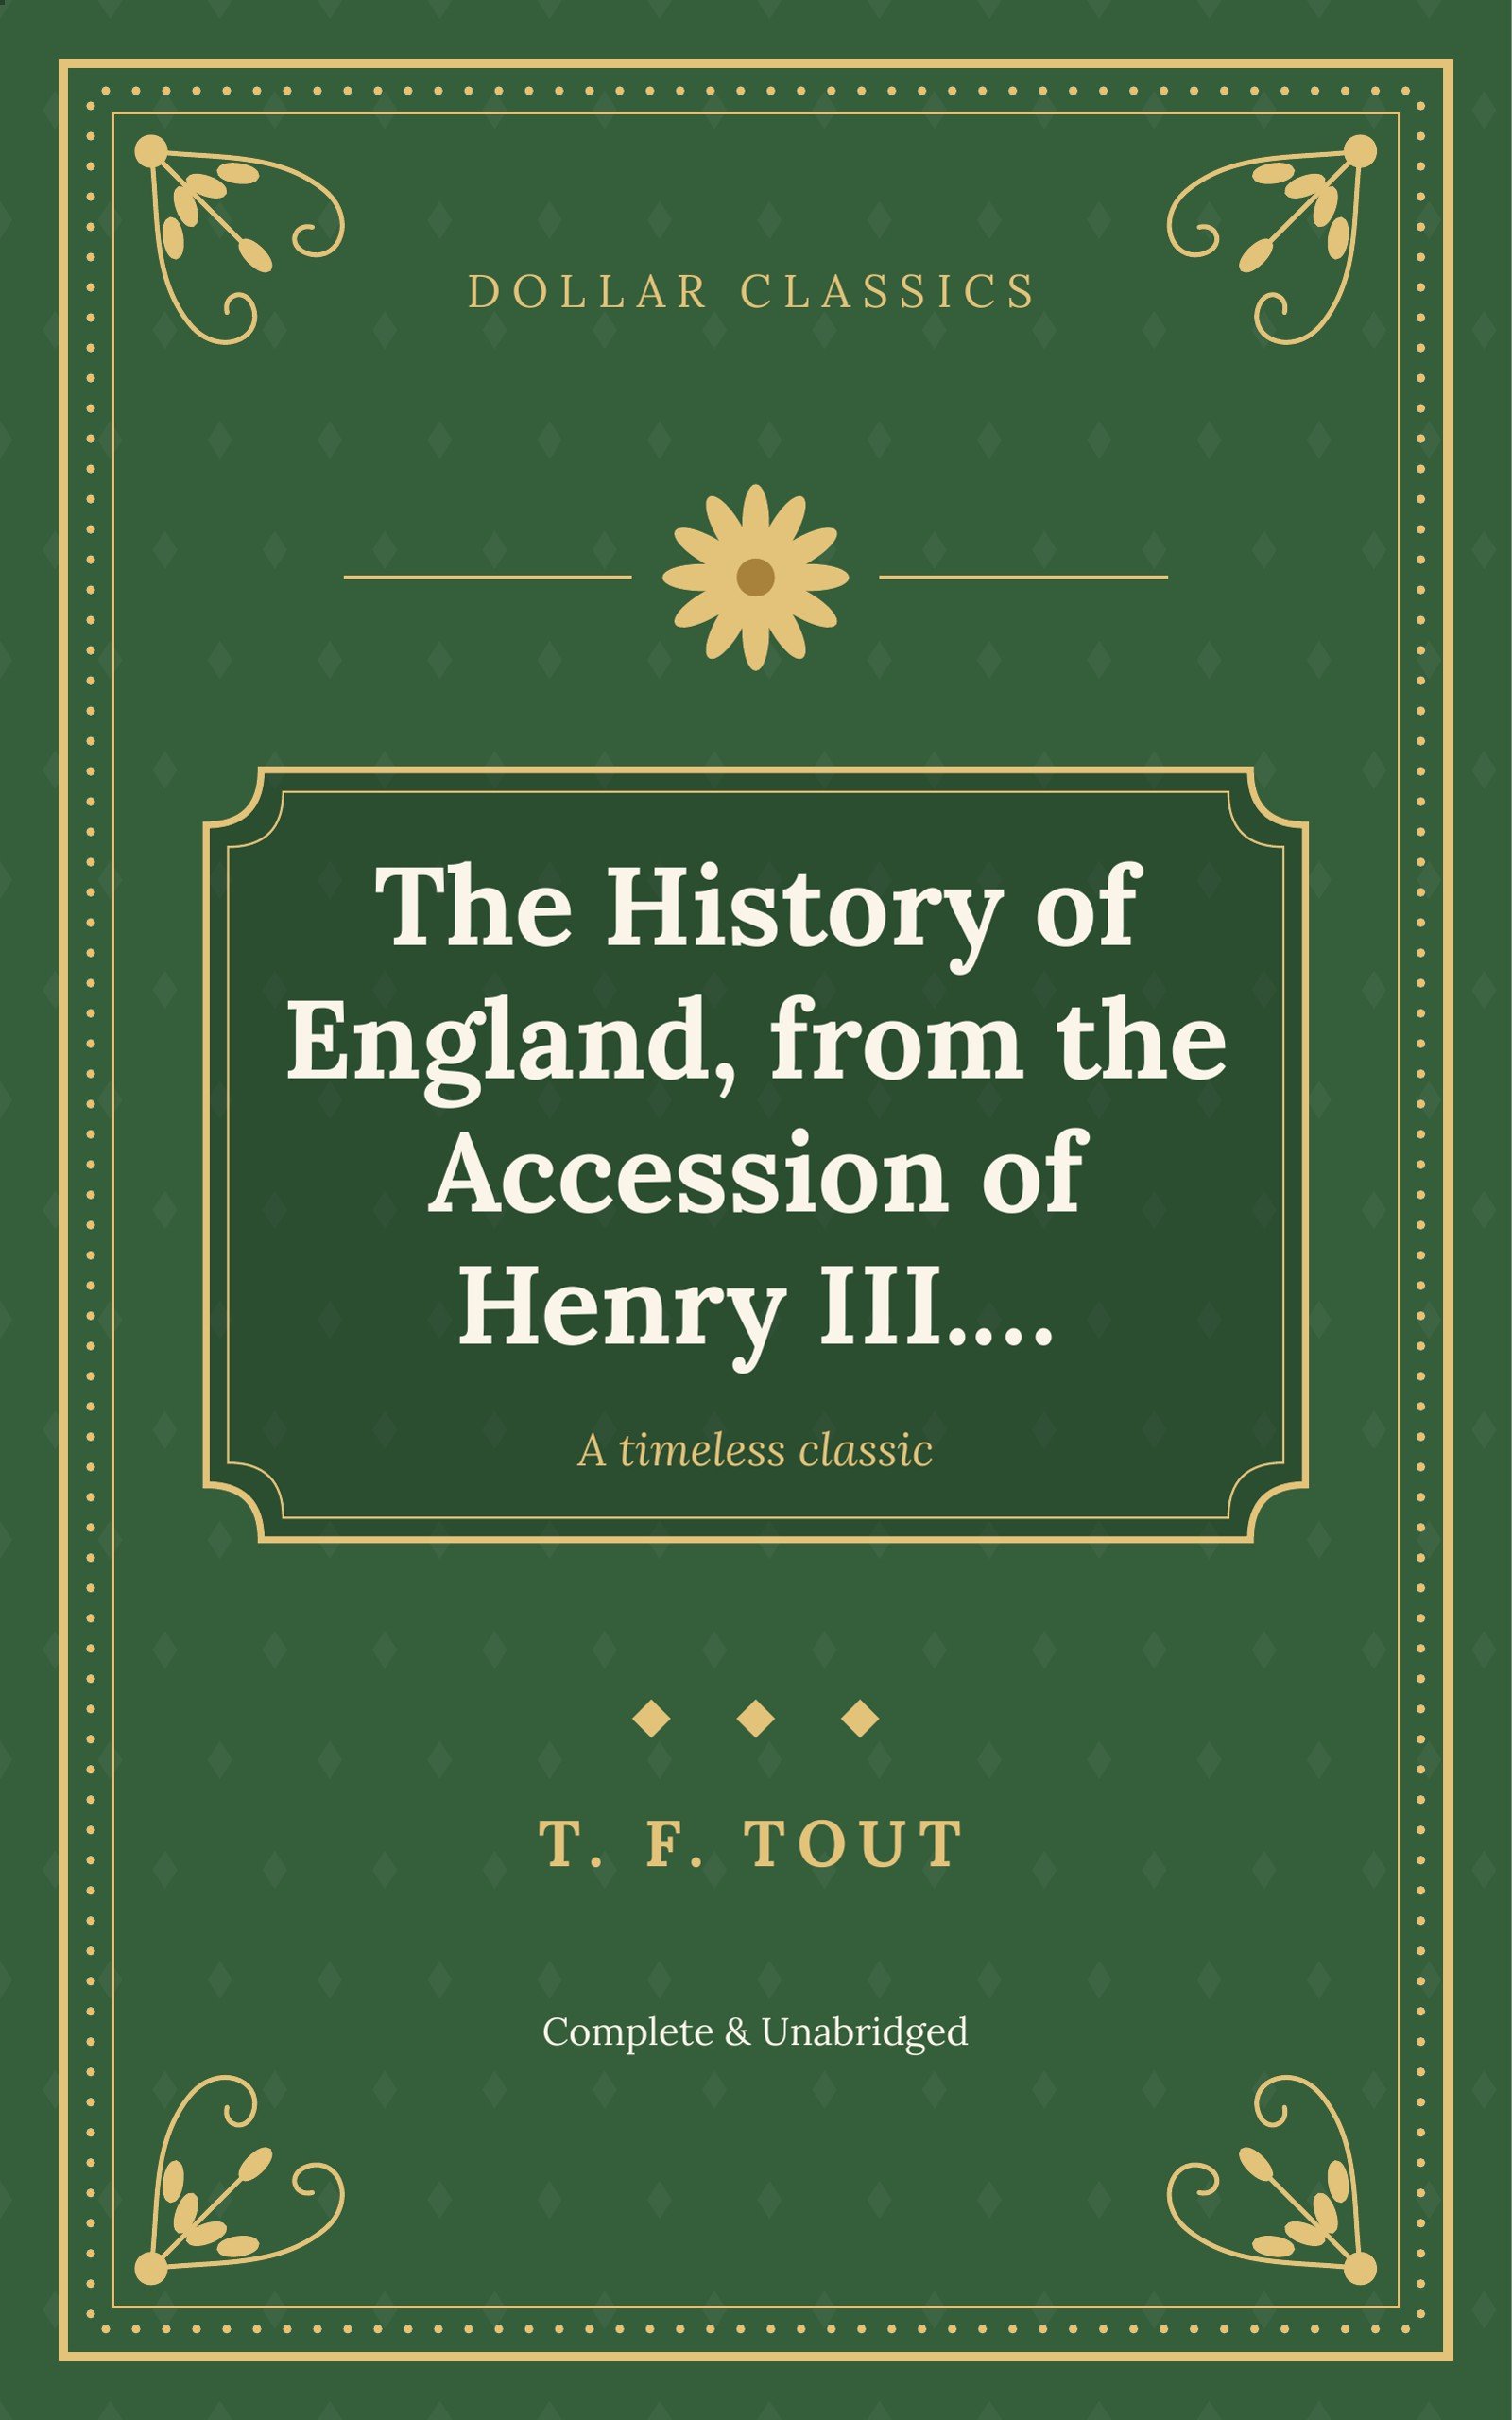 DOLLAR CLASSICS
The History of
England, from the
Accession of
Henry III....
A timeless classic
T. F. TOUT
Complete & Unabridged